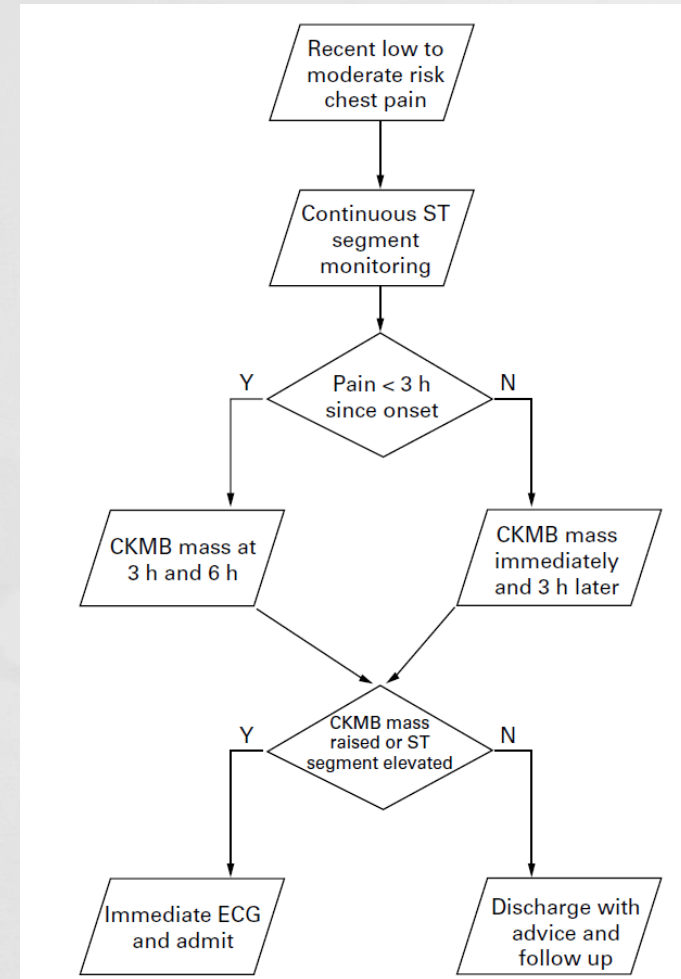 Recent low to
moderate risk
chest pain
Continuous ST
segment
monitoring
Pain < 3 h
since onset
Y
N
CKMB mass at
3 h and 6 h
CKMB mass
immediately
and 3 h later
CKMB mass
raised or ST
segment elevated
Y
N
Immediate ECG
and admit
Discharge with
advice and
follow up